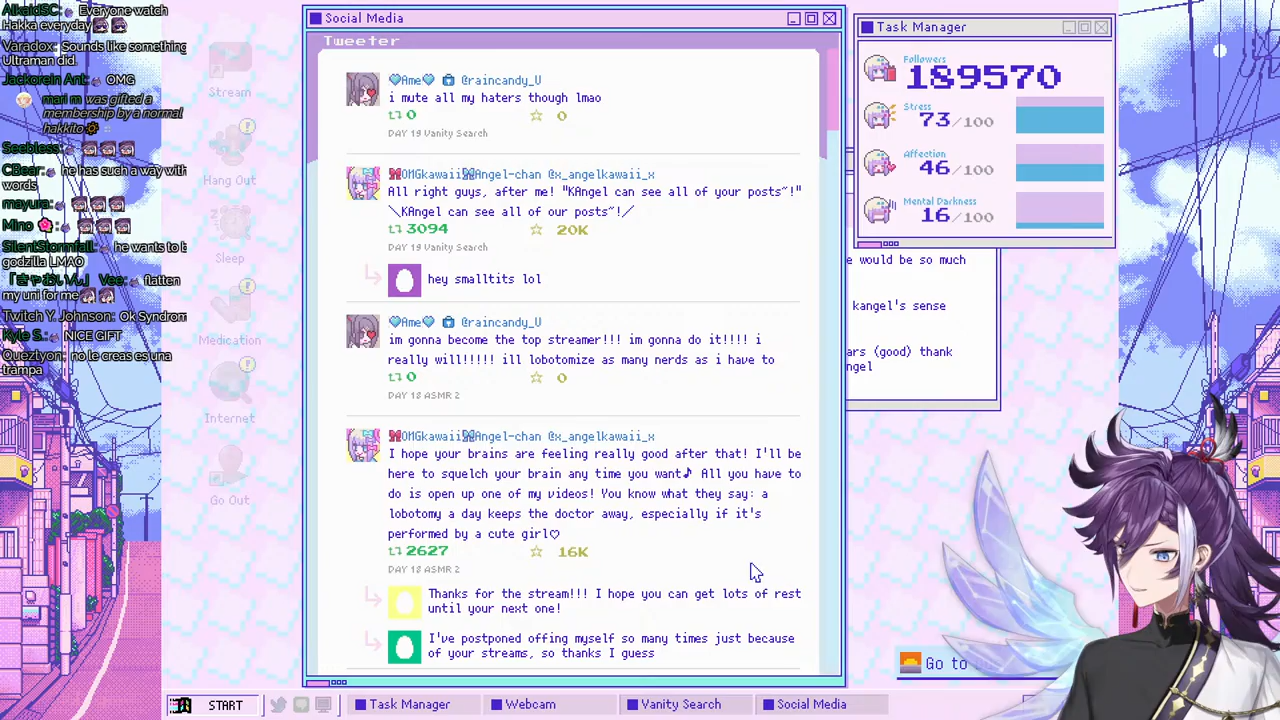 AlkaidSC: Everyone watch
Hakka everyday
Varadox: Sounds like something
Ultraman did.
Jackorein Ant: OMG
mari m was gifted a
membership by a normal
hakkito
Seebless:
CBear: he has such a way with
words
mayura:
Mino
SilentStormfall: he wants to b
godzilla LMAO
Vee: flatten
my uni for me
Twitch Y. Johnson: Ok Syndrom
Kyle S.: NICE GIFT
Queztyon: no le creas es una
trampa
Stream
Hang Out
Sleep
Medication
Internet
Go Out
Social Media
Tweeter
Ame @raincandy_U
i mute all my haters though lmao
0 0
DAY 19 Vanity Search
OMGkawaii Angel-chan @x_angelkawaii_x
All right guys, after me! "KAngel can see all of your posts~!"
\KAngel can see all of our posts~!/
3094 20K
DAY 19 Vanity Search
hey smalltits lol
Ame @raincandy_U
im gonna become the top streamer!!! im gonna do it!!!! i
really will!!!!! ill lobotomize as many nerds as i have to
0 0
DAY 18 ASMR 2
OMGkawaii Angel-chan @x_angelkawaii_x
I hope your brains are feeling really good after that! I'll be
here to squelch your brain any time you want♪ All you have to
do is open up one of my videos! You know what they say: a
lobotomy a day keeps the doctor away, especially if it's
performed by a cute girl♡
2627 16K
DAY 18 ASMR 2
Thanks for the stream!!! I hope you can get lots of rest
until your next one!
I've postponed offing myself so many times just because
of your streams, so thanks I guess
Task Manager
Followers
189570
Stress
73/100
Affection
46/100
Mental Darkness
16/100
e would be so much
kangel's sense
ars (good) thank
ngel
Go to
START
Task Manager
Webcam
Vanity Search
Social Media